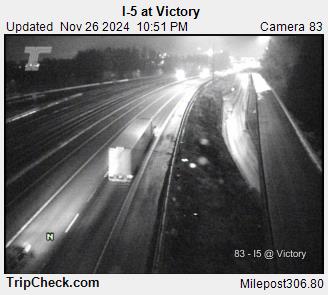 I-5 at Victory
Updated Nov 26 2024 10:51 PM Camera 83
T
N
83 - I5 @ Victory
TripCheck.com Milepost306.80